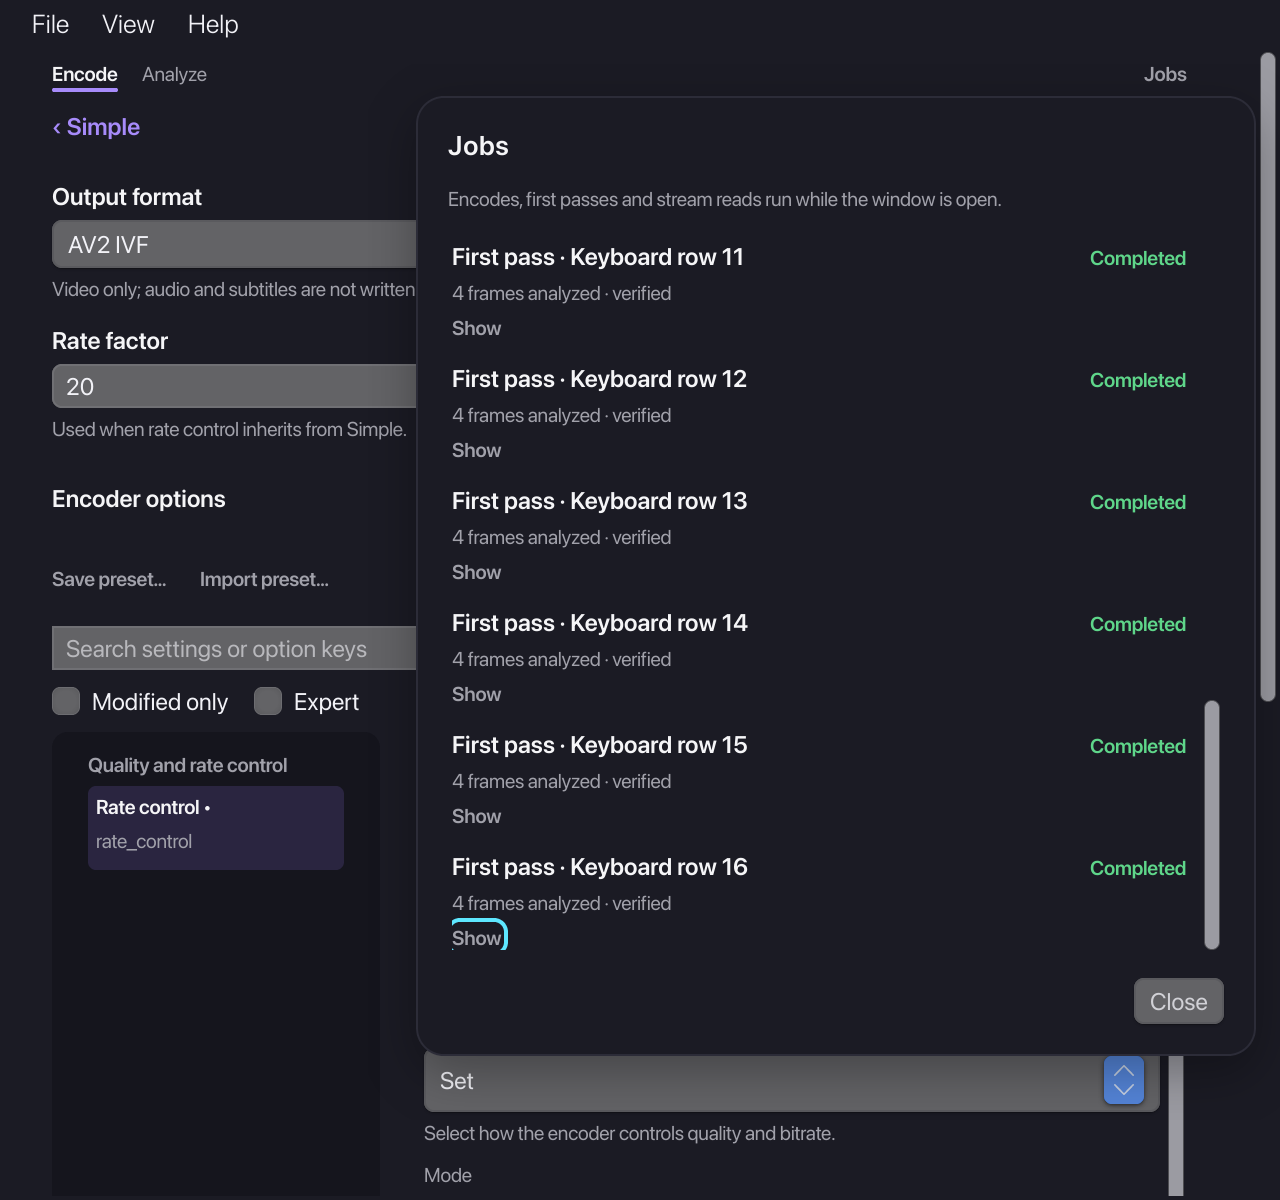 File View Help
Encode Analyze Jobs
‹ Simple
Output format
AV2 IVF
Video only; audio and subtitles are not written
Rate factor
20
Used when rate control inherits from Simple.
Encoder options
Save preset... Import preset...
Search settings or option keys
Modified only Expert
Quality and rate control
Rate control •
rate_control
Jobs
Encodes, first passes and stream reads run while the window is open.
First pass · Keyboard row 11 Completed
4 frames analyzed · verified
Show
First pass · Keyboard row 12 Completed
4 frames analyzed · verified
Show
First pass · Keyboard row 13 Completed
4 frames analyzed · verified
Show
First pass · Keyboard row 14 Completed
4 frames analyzed · verified
Show
First pass · Keyboard row 15 Completed
4 frames analyzed · verified
Show
First pass · Keyboard row 16 Completed
4 frames analyzed · verified
Show
Close
Set
Select how the encoder controls quality and bitrate.
Mode